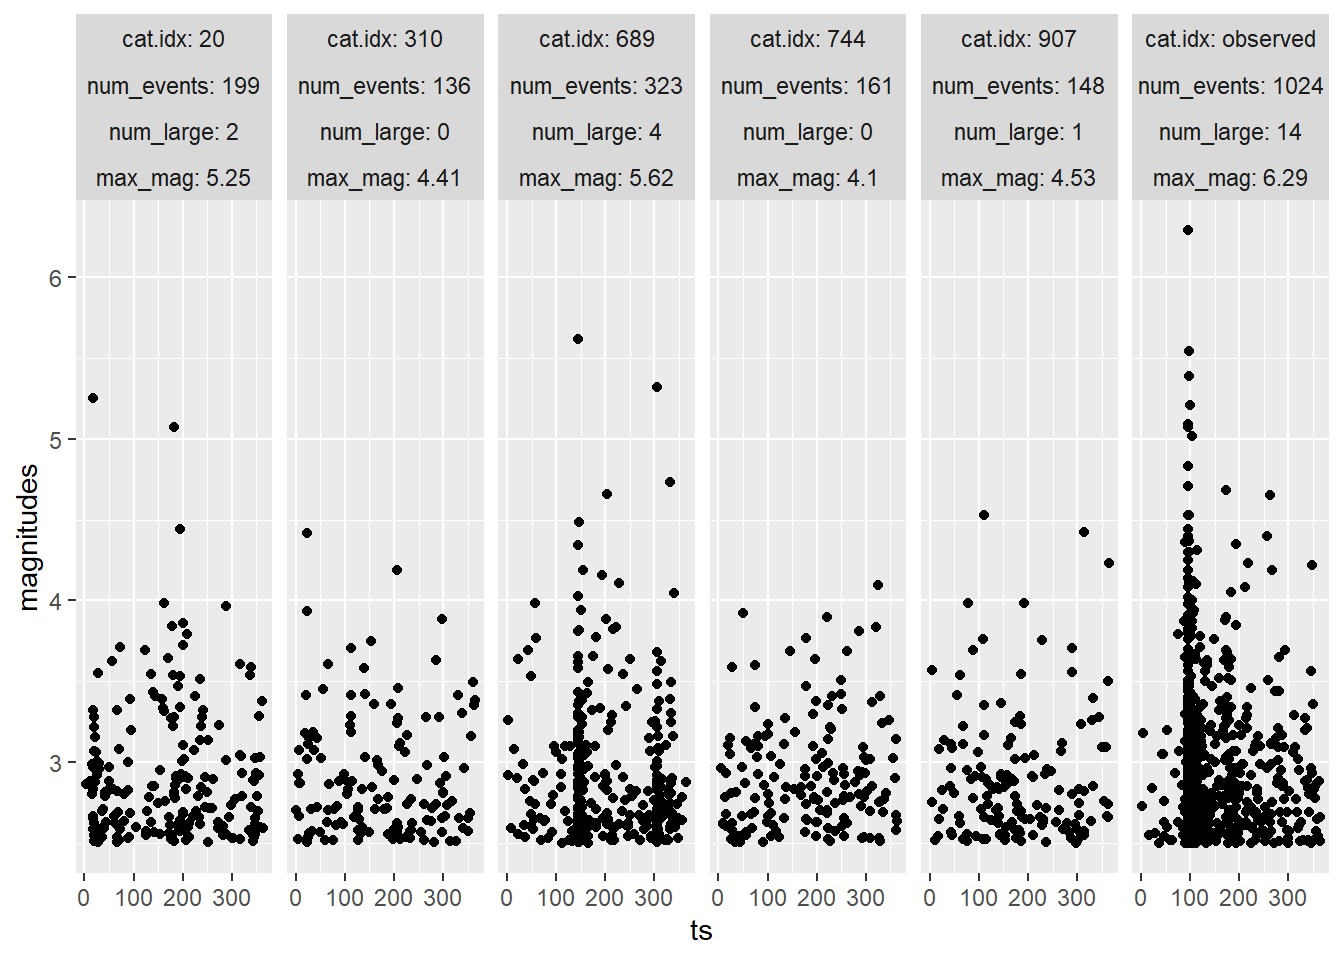 cat.idx: 20
num_events: 199
num_large: 2
max_mag: 5.25
cat.idx: 310
num_events: 136
num_large: 0
max_mag: 4.41
cat.idx: 689
num_events: 323
num_large: 4
max_mag: 5.62
cat.idx: 744
num_events: 161
num_large: 0
max_mag: 4.1
cat.idx: 907
num_events: 148
num_large: 1
max_mag: 4.53
cat.idx: observed
num_events: 1024
num_large: 14
max_mag: 6.29
magnitudes
6
5
4
3
0 100 200 300
0 100 200 300
0 100 200 300
0 100 200 300
0 100 200 300
0 100 200 300
ts